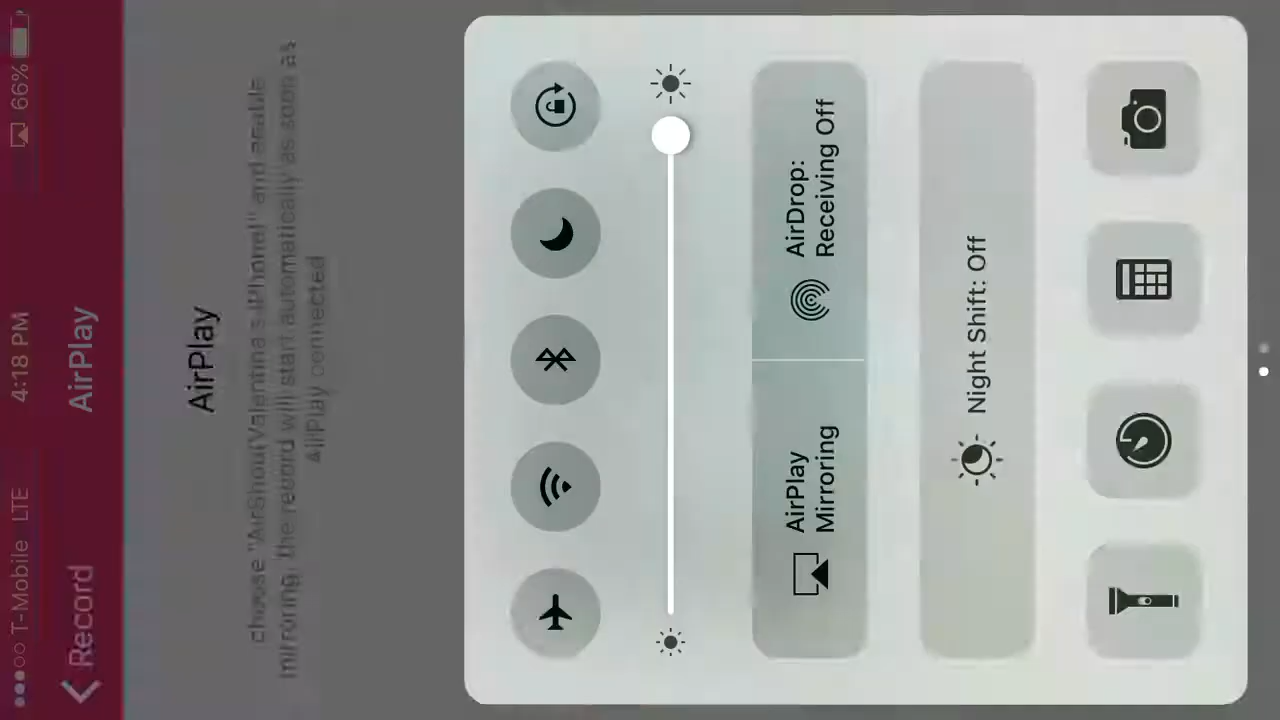 ●●●○○ T-Mobile LTE 4:18 PM 66%
Record AirPlay
AirPlay
choose "AirShou(Valentina's iPhone)" and enable
mirroring, the record will start automatically as soon as
AirPlay connected
AirPlay
Mirroring
AirDrop:
Receiving Off
Night Shift: Off